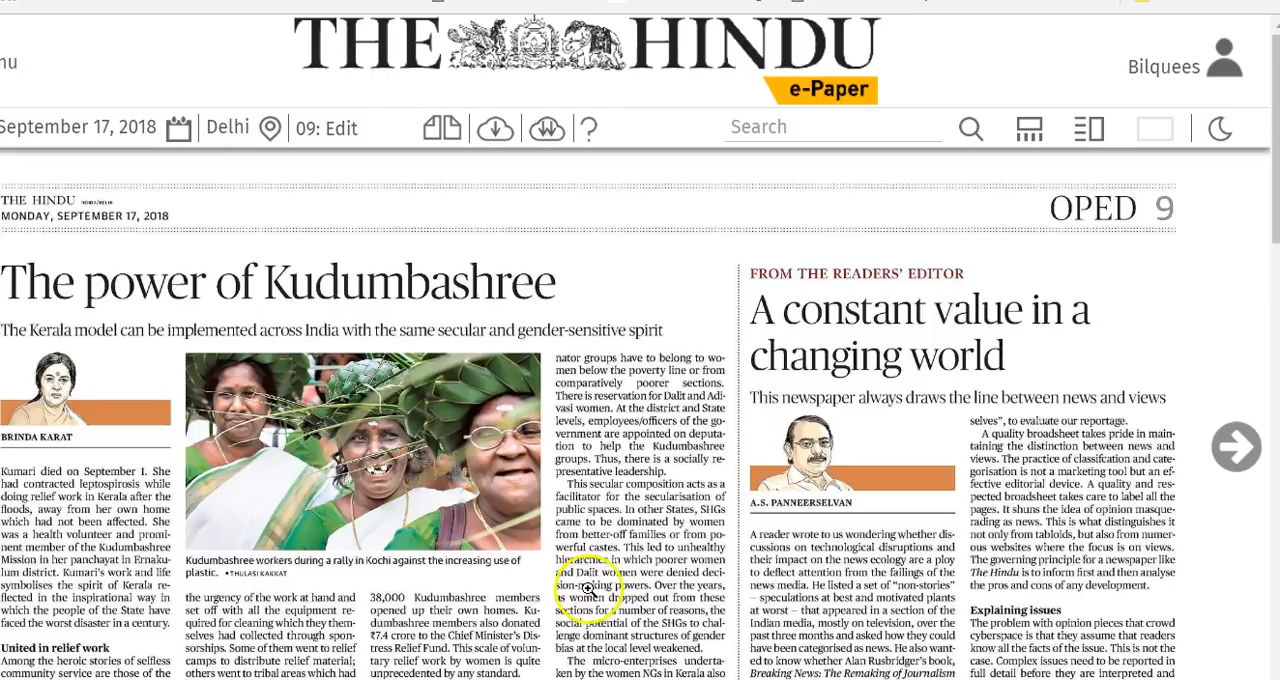 THE HINDU
e-Paper
nu
Bilquees
September 17, 2018
Delhi
09: Edit
?
Search
THE HINDU
MONDAY, SEPTEMBER 17, 2018
OPED 9
The power of Kudumbashree
The Kerala model can be implemented across India with the same secular and gender-sensitive spirit
BRINDA KARAT
Kumari died on September 1. She
had contracted leptospirosis while
doing relief work in Kerala after the
floods, away from her own home
which had not been affected. She
was a health volunteer and promi-
nent member of the Kudumbashree
Mission in her panchayat in Ernaku-
lum district. Kumari's work and life
symbolises the spirit of Kerala re-
flected in the inspirational way in
which the people of the State have
faced the worst disaster in a century.
United in relief work
Among the heroic stories of selfless
community service are those of the
Kudumbashree workers during a rally in Kochi against the increasing use of
plastic. • THULASI KAKKAT
the urgency of the work at hand and
set off with all the equipment re-
quired for cleaning which they them-
selves had collected through spon-
sorships. Some of them went to relief
camps to distribute relief material;
others went to tribal areas which had
38,000 Kudumbashree members
opened up their own homes. Ku-
dumbashree members also donated
₹7.4 crore to the Chief Minister's Dis-
tress Relief Fund. This scale of volun-
tary relief work by women is quite
unprecedented by any standard.
nator groups have to belong to wo-
men below the poverty line or from
comparatively poorer sections.
There is reservation for Dalit and Adi-
vasi women. At the district and State
levels, employees/officers of the go-
vernment are appointed on deputa-
tion to help the Kudumbashree
groups. Thus, there is a socially re-
presentative leadership.
This secular composition acts as a
facilitator for the secularisation of
public spaces. In other States, SHGs
came to be dominated by women
from better-off families or from po-
werful castes. This led to unhealthy
hierarchies in which poorer women
and Dalit women were denied deci-
sion-making powers. Over the years,
as women dropped out from these
sections for a number of reasons, the
social potential of the SHGs to chal-
lenge dominant structures of gender
bias at the local level weakened.
The micro-enterprises underta-
ken by the women NGs in Kerala also
FROM THE READERS' EDITOR
A constant value in a
changing world
This newspaper always draws the line between news and views
A.S. PANNEERSELVAN
A reader wrote to us wondering whether dis-
cussions on technological disruptions and
their impact on the news ecology are a ploy
to deflect attention from the failings of the
news media. He listed a set of "non-stories"
– speculations at best and motivated plants
at worst – that appeared in a section of the
Indian media, mostly on television, over the
past three months and asked how they could
have been categorised as news. He also want-
ed to know whether Alan Rusbridger's book,
Breaking News: The Remaking of Journalism
selves", to evaluate our reportage.
A quality broadsheet takes pride in main-
taining the distinction between news and
views. The practice of classification and cate-
gorisation is not a marketing tool but an ef-
fective editorial device. A quality and res-
pected broadsheet takes care to label all the
pages. It shuns the idea of opinion masque-
rading as news. This is what distinguishes it
not only from tabloids, but also from numer-
ous websites where the focus is on views.
The governing principle for a newspaper like
The Hindu is to inform first and then analyse
the pros and cons of any development.
Explaining issues
The problem with opinion pieces that crowd
cyberspace is that they assume that readers
know all the facts of the issue. This is not the
case. Complex issues need to be reported in
full detail before they are interpreted and